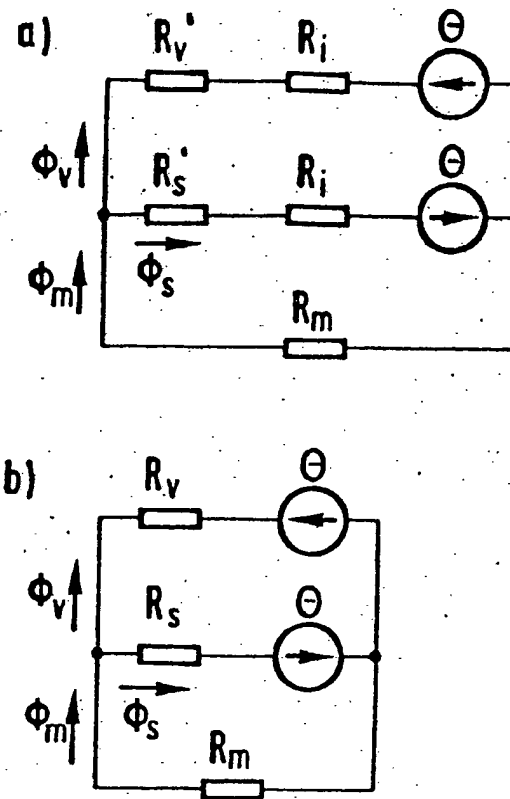 a)
R_v' R_i Θ
Φ_v
R_s' R_i Θ
Φ_s
Φ_m
R_m
b)
R_v Θ
Φ_v
R_s Θ
Φ_s
Φ_m
R_m